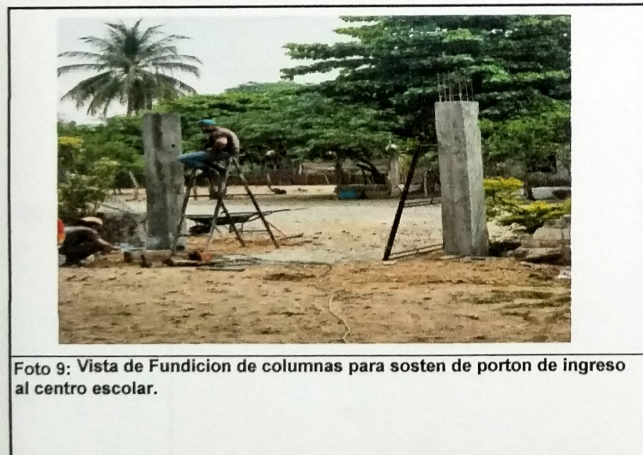 Foto 9: Vista de Fundicion de columnas para sosten de porton de ingreso
al centro escolar.